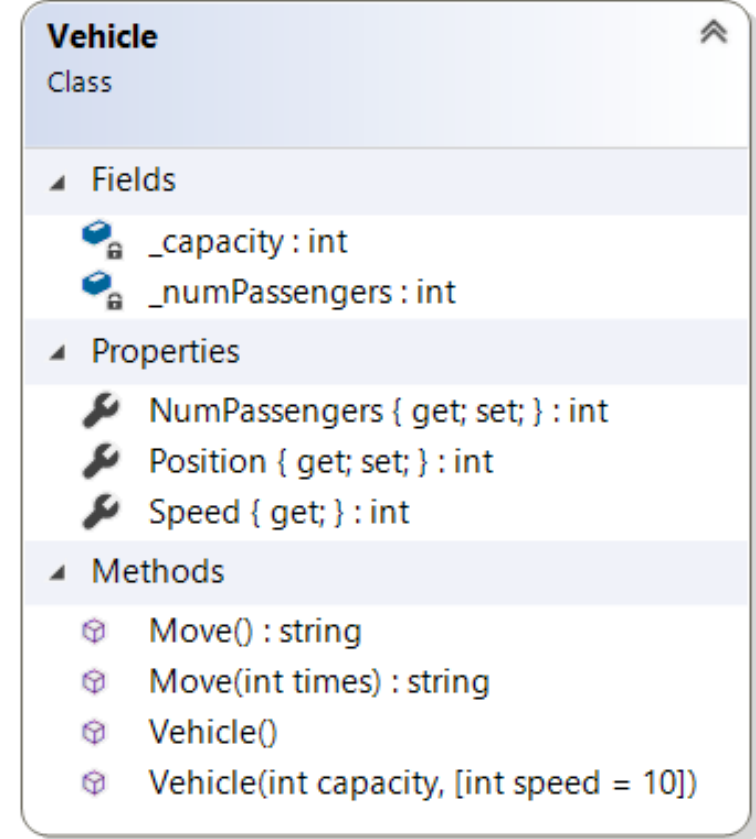 Vehicle
Class
Fields
_capacity : int
_numPassengers : int
Properties
NumPassengers { get; set; } : int
Position { get; set; } : int
Speed { get; } : int
Methods
Move() : string
Move(int times) : string
Vehicle()
Vehicle(int capacity, [int speed = 10])